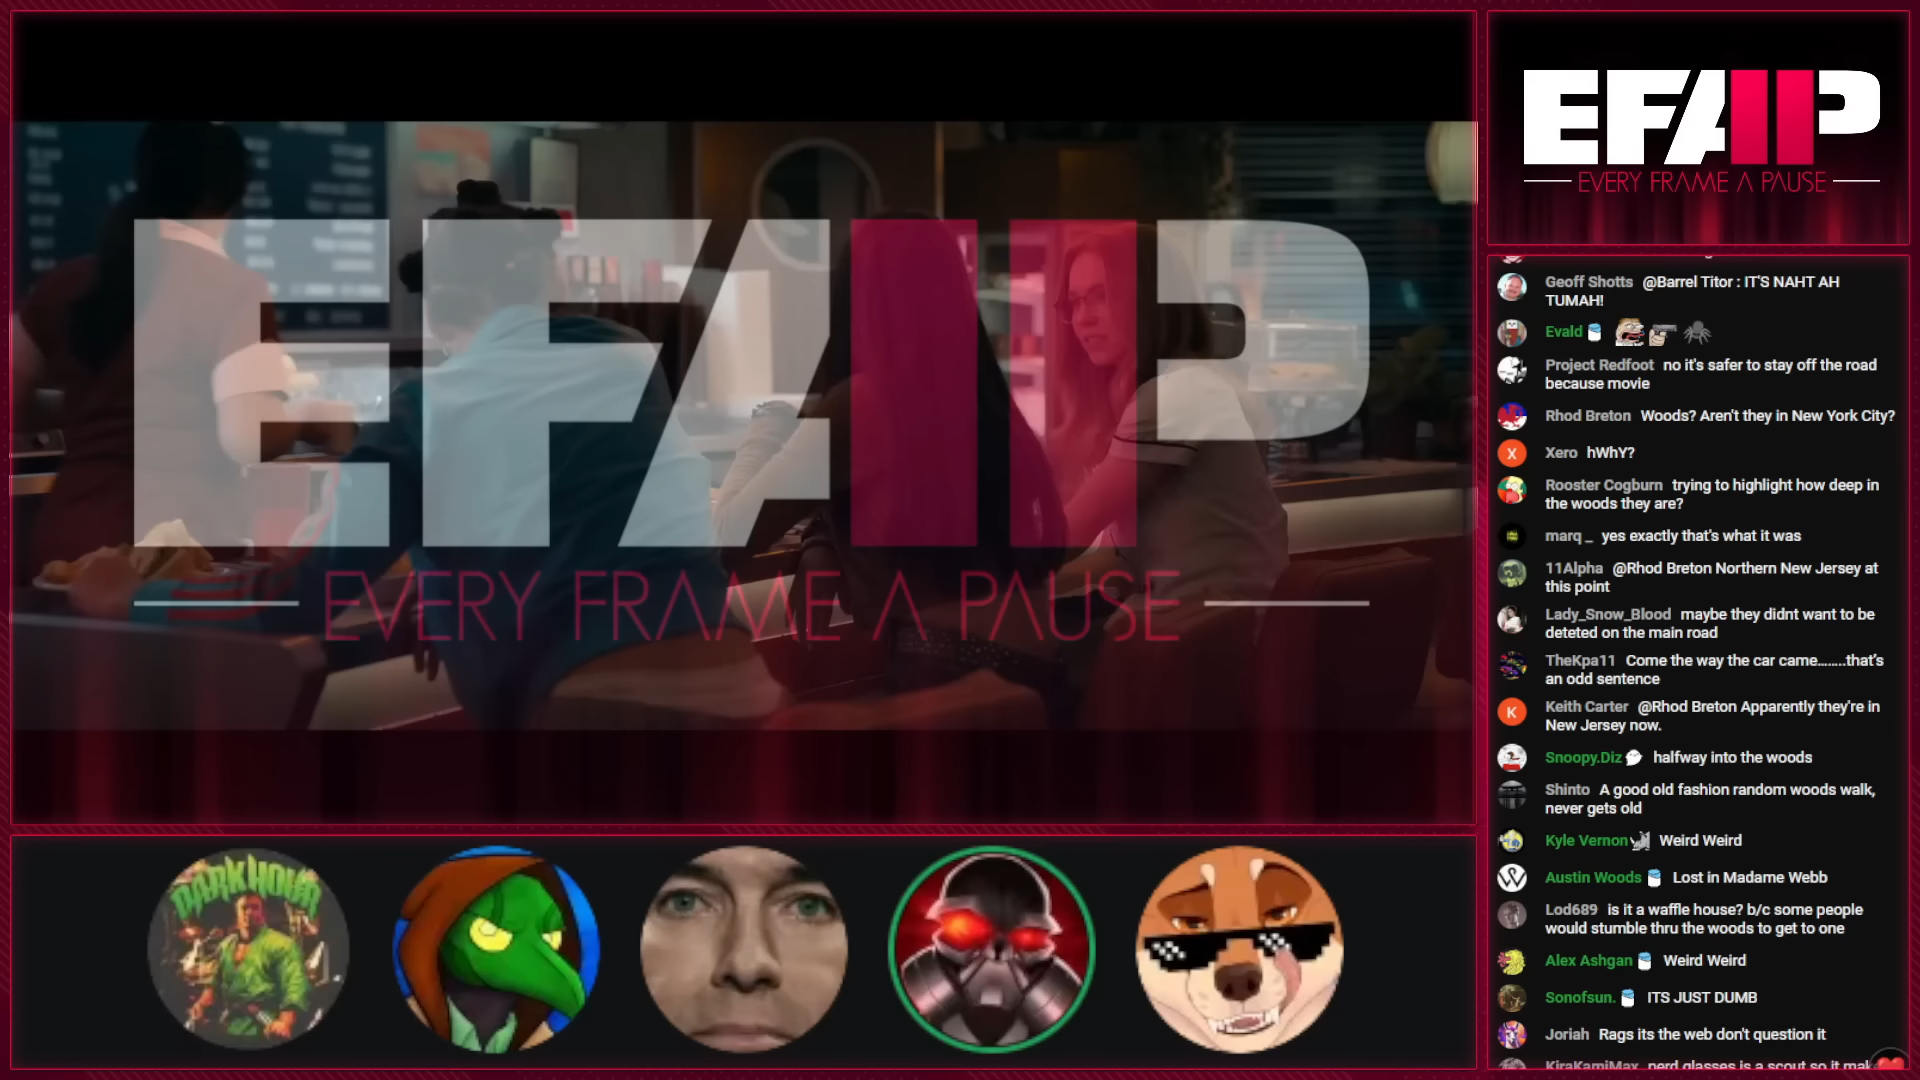 EFAP
EVERY FRAME A PAUSE
EFAP
EVERY FRAME A PAUSE
Geoff Shotts @Barrel Titor : IT'S NAHT AH
TUMAH!
Evald
Project Redfoot no it's safer to stay off the road
because movie
Rhod Breton Woods? Aren't they in New York City?
X
Xero hWhY?
Rooster Cogburn trying to highlight how deep in
the woods they are?
marq _ yes exactly that's what it was
11Alpha @Rhod Breton Northern New Jersey at
this point
Lady_Snow_Blood maybe they didnt want to be
deteted on the main road
TheKpa11 Come the way the car came........that's
an odd sentence
K
Keith Carter @Rhod Breton Apparently they're in
New Jersey now.
Snoopy.Diz halfway into the woods
Shinto A good old fashion random woods walk,
never gets old
Kyle Vernon Weird Weird
W
Austin Woods Lost in Madame Webb
Lod689 is it a waffle house? b/c some people
would stumble thru the woods to get to one
Alex Ashgan Weird Weird
Sonofsun. ITS JUST DUMB
Joriah Rags its the web don't question it
KiraKamiMax nerd glasses is a scout so it
DARK HOUR